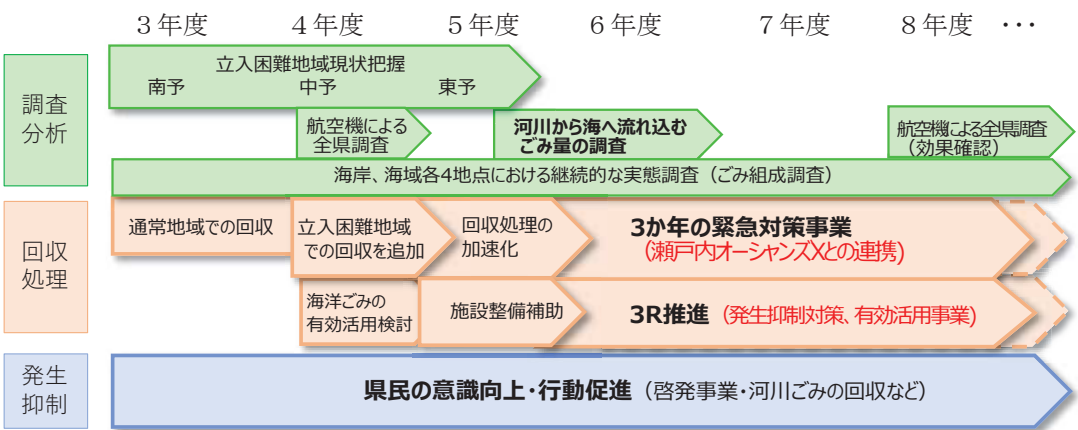 ３年度 ４年度 ５年度 ６年度 ７年度 ８年度 ・・・
調査
分析
立入困難地域現状把握
南予 中予 東予
航空機による
全県調査
河川から海へ流れ込む
ごみ量の調査
航空機による全県調査
（効果確認）
海岸、海域各4地点における継続的な実態調査（ごみ組成調査）
回収
処理
通常地域での回収
立入困難地域
での回収を追加
回収処理の
加速化
3か年の緊急対策事業
（瀬戸内オーシャンズXとの連携）
海洋ごみの
有効活用検討
施設整備補助
3R推進（発生抑制対策、有効活用事業）
発生
抑制
県民の意識向上・行動促進（啓発事業・河川ごみの回収など）